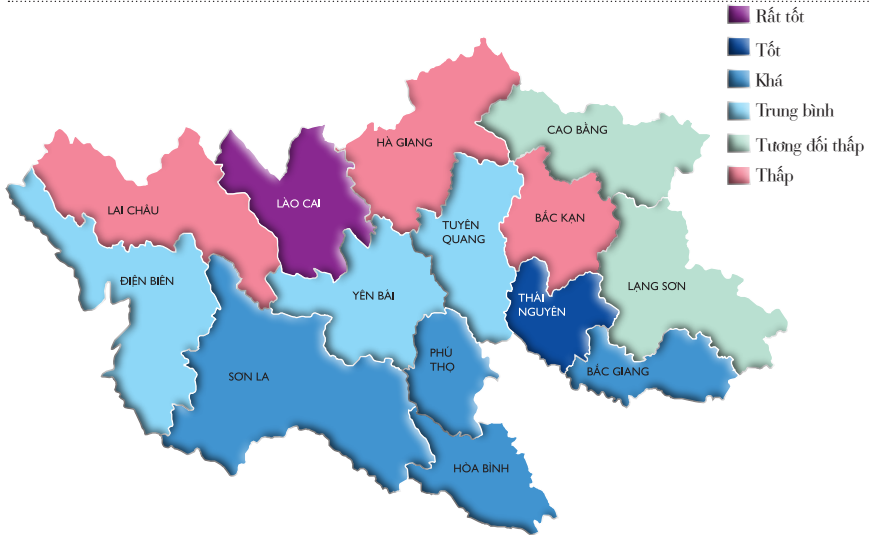 Rất tốt
Tốt
Khá
Trung bình
Tương đối thấp
Thấp
CAO BẰNG
HÀ GIANG
LÀO CAI
LAI CHÂU
BẮC KẠN
TUYÊN
QUANG
ĐIỆN BIÊN
YÊN BÁI
THÁI
NGUYÊN
LẠNG SƠN
PHÚ
THỌ
BẮC GIANG
SƠN LA
HÒA BÌNH